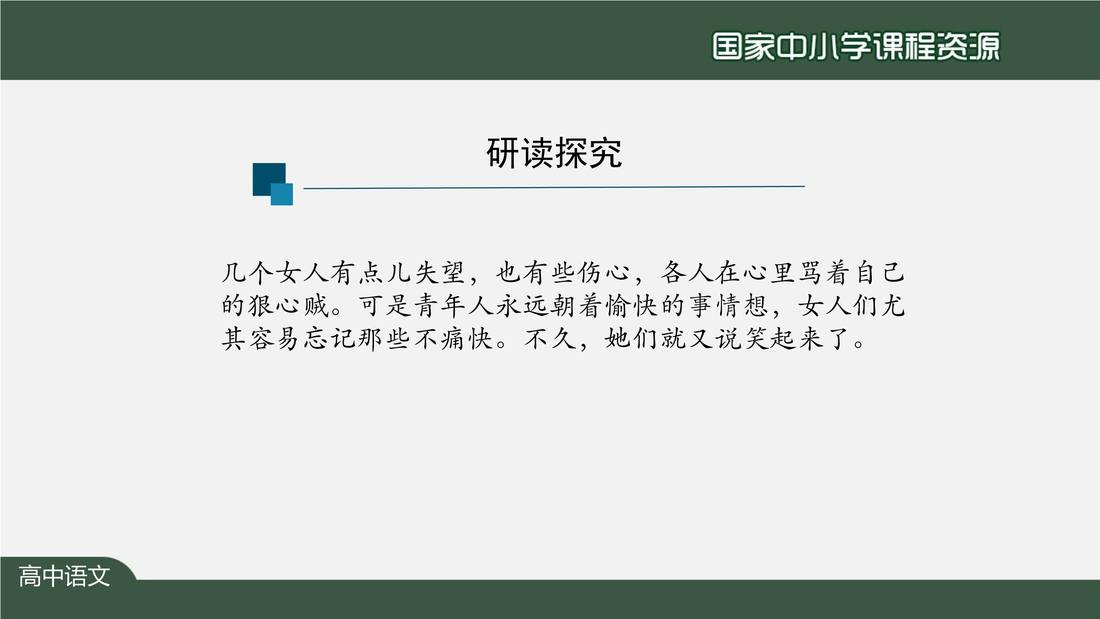 国家中小学课程资源
研读探究
几个女人有点儿失望，也有些伤心，各人在心里骂着自己
的狠心贼。可是青年人永远朝着愉快的事情想，女人们尤
其容易忘记那些不痛快。不久，她们就又说笑起来了。
高中语文